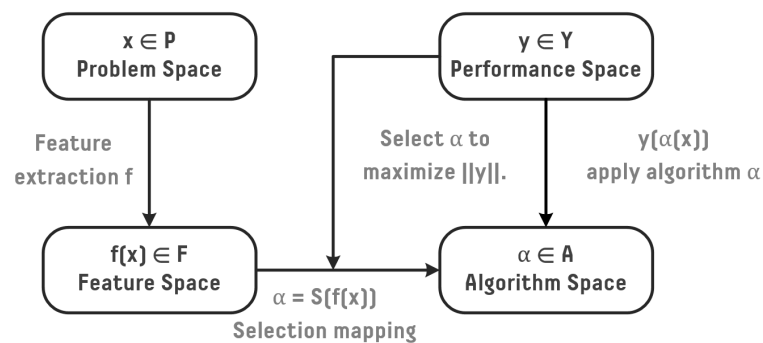 x ∈ P
Problem Space
y ∈ Y
Performance Space
Feature
extraction f
Select α to
maximize ||y||.
y(α(x))
apply algorithm α
f(x) ∈ F
Feature Space
α = S(f(x))
Selection mapping
α ∈ A
Algorithm Space